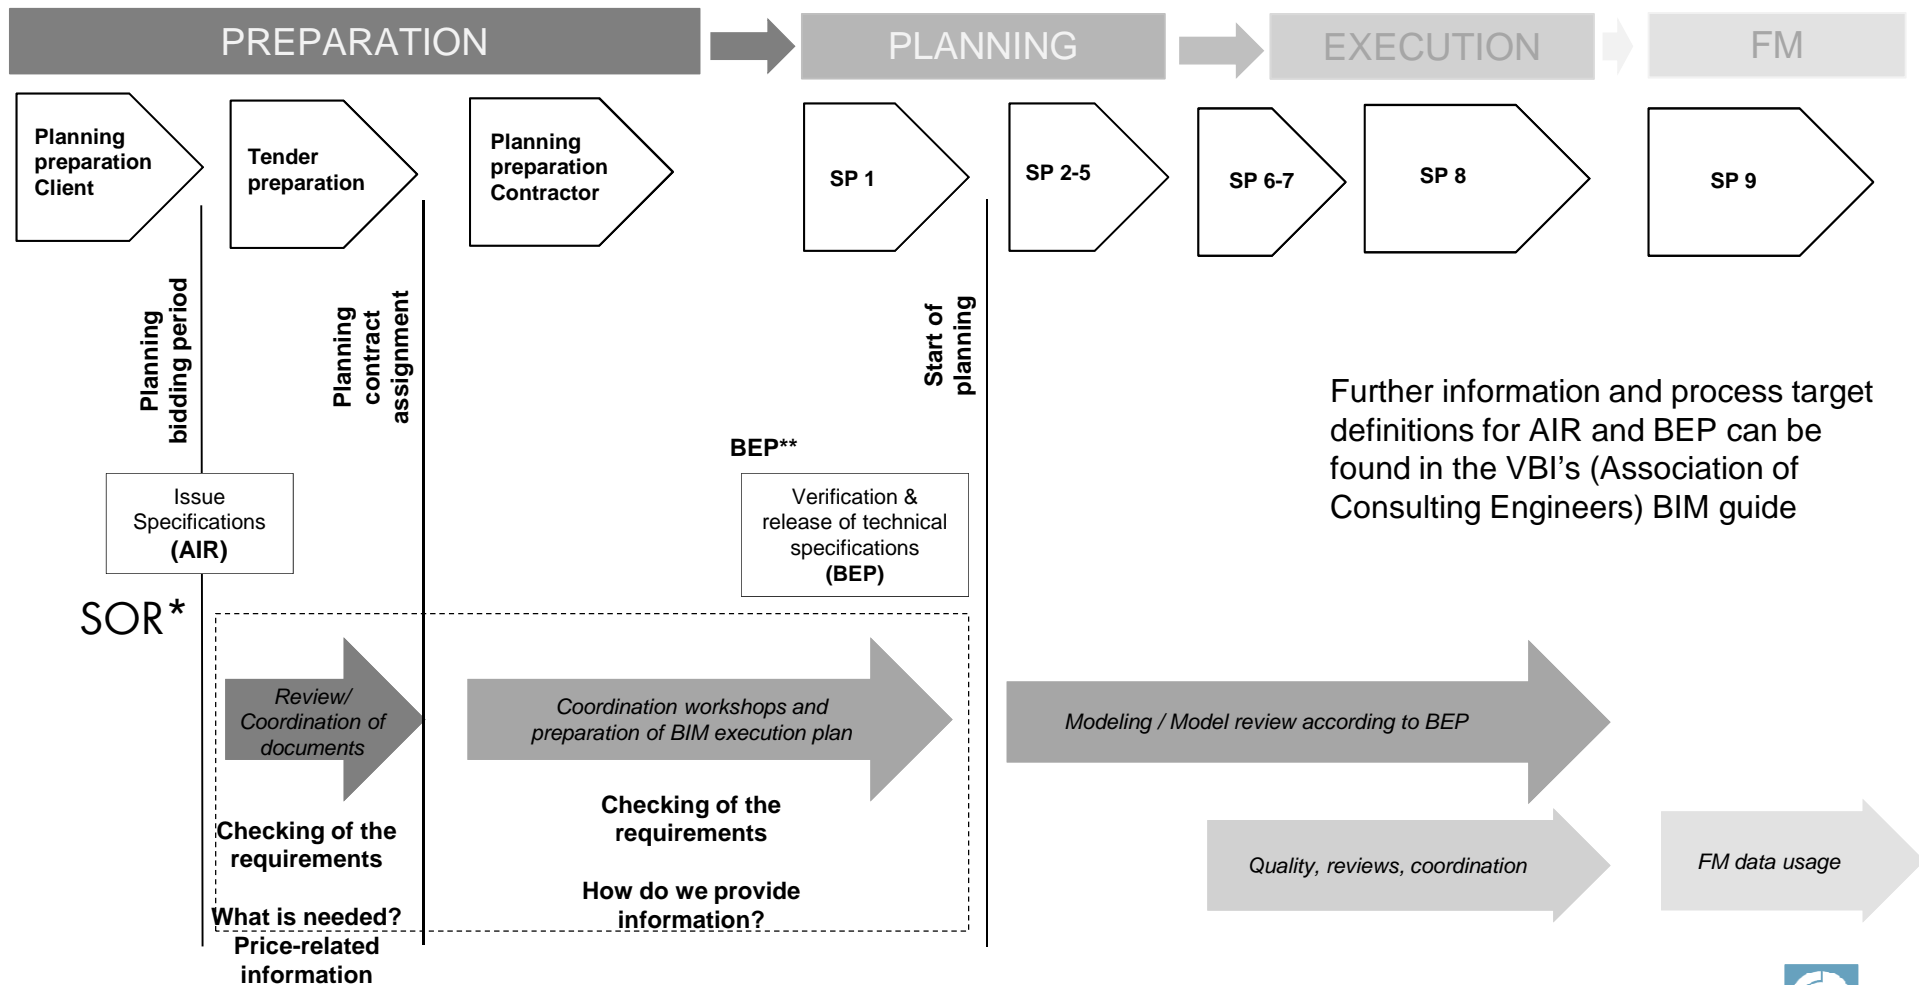 PREPARATION
PLANNING
EXECUTION
FM
Planning
preparation
Client
Tender
preparation
Planning
preparation
Contractor
SP 1
SP 2-5
SP 6-7
SP 8
SP 9
Planning
bidding period
Planning
contract
assignment
Start of
planning
Further information and process target
definitions for AIR and BEP can be
found in the VBI's (Association of
Consulting Engineers) BIM guide
BEP**
Issue
Specifications
(AIR)
Verification &
release of technical
specifications
(BEP)
SOR*
Review/
Coordination of
documents
Coordination workshops and
preparation of BIM execution plan
Modeling / Model review according to BEP
Checking of the
requirements
What is needed?
Price-related
information
Checking of the
requirements
How do we provide
information?
Quality, reviews, coordination
FM data usage